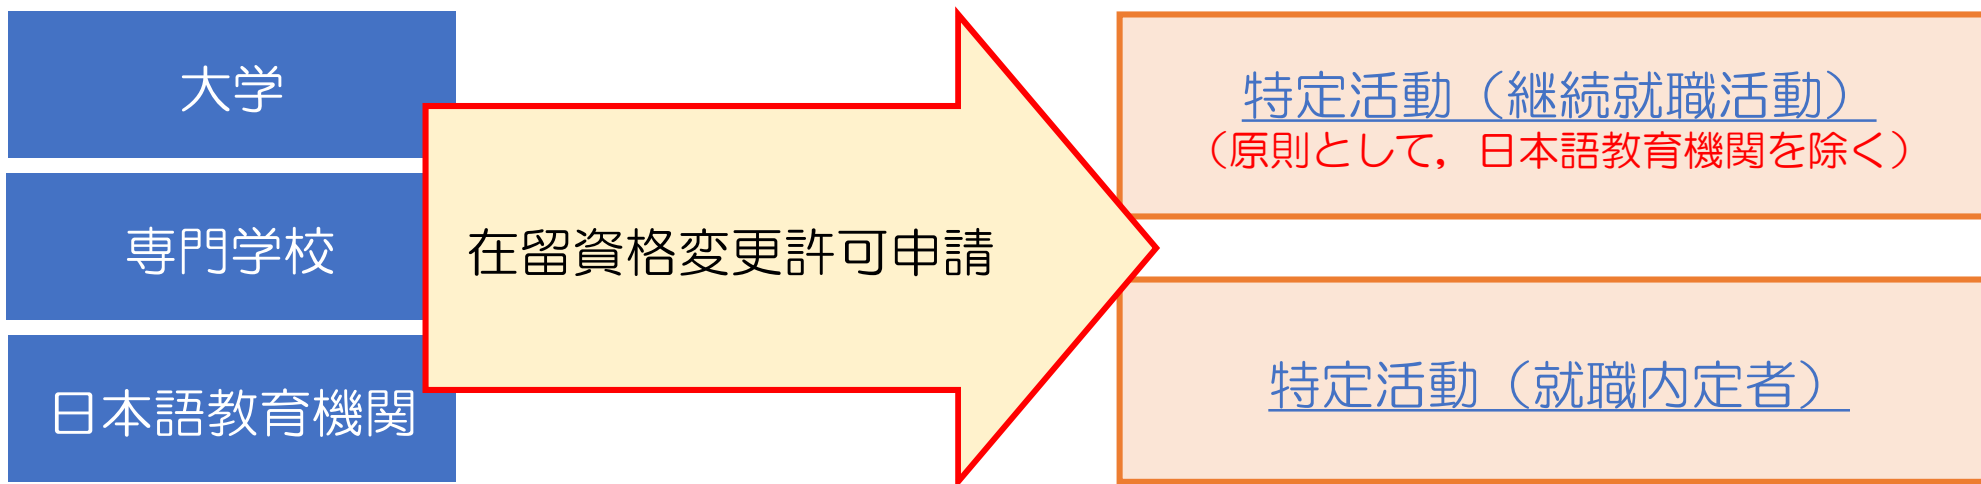 大学
専門学校
日本語教育機関
在留資格変更許可申請
特定活動（継続就職活動）
（原則として，日本語教育機関を除く）
特定活動（就職内定者）